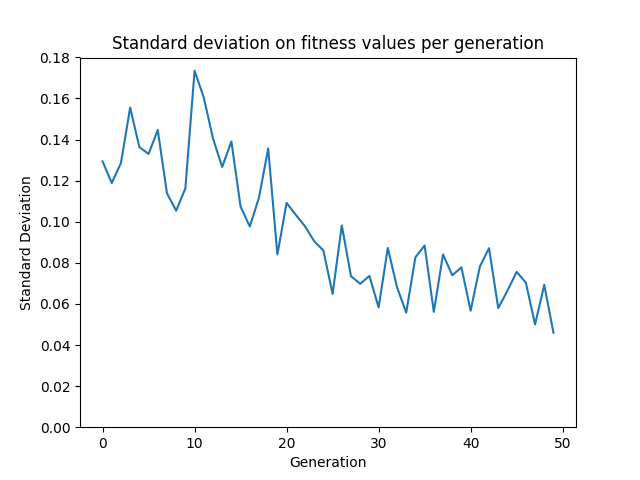 Standard deviation on fitness values per generation
0.18
0.16
0.14
0.12
0.10
0.08
0.06
0.04
0.02
0.00
Standard Deviation
0 10 20 30 40 50
Generation